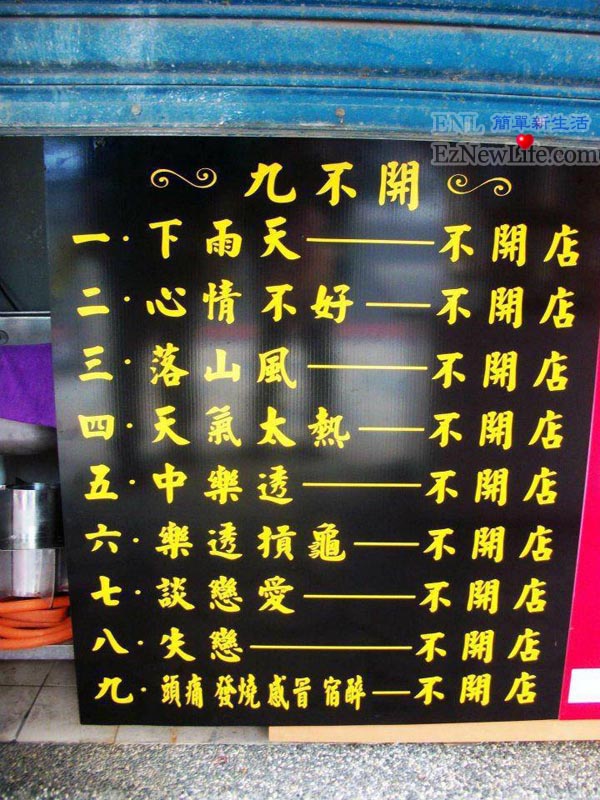 ENL 簡單新生活
EzNewLife.com
九不開
一·下雨天———不開店
二·心情不好—不開店
三·落山風———不開店
四·天氣太熱—不開店
五·中樂透———不開店
六·樂透摃龜—不開店
七·談戀愛———不開店
八·失戀————不開店
九·頭痛發燒感冒宿醉—不開店